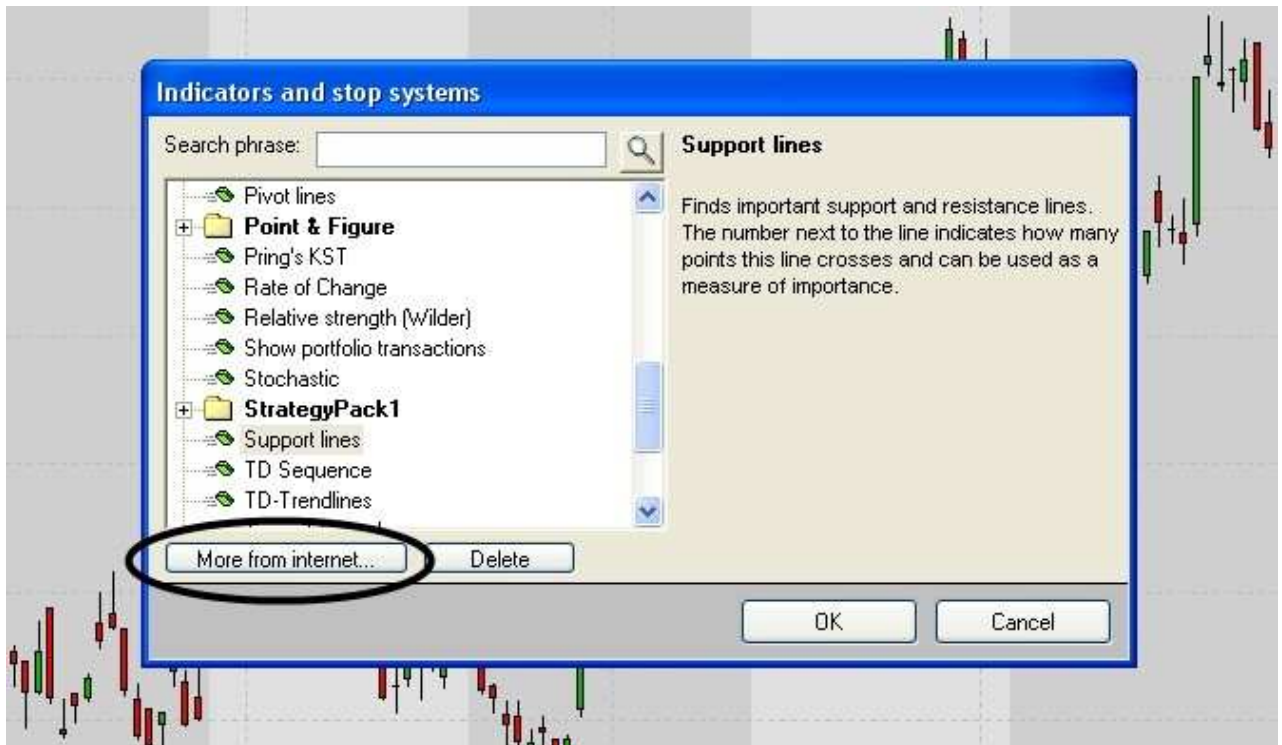 Indicators and stop systems
Search phrase:
Pivot lines
Point & Figure
Pring's KST
Rate of Change
Relative strength (Wilder)
Show portfolio transactions
Stochastic
StrategyPack1
Support lines
TD Sequence
TD-Trendlines
More from internet...
Delete
Support lines
Finds important support and resistance lines.
The number next to the line indicates how many
points this line crosses and can be used as a
measure of importance.
OK
Cancel